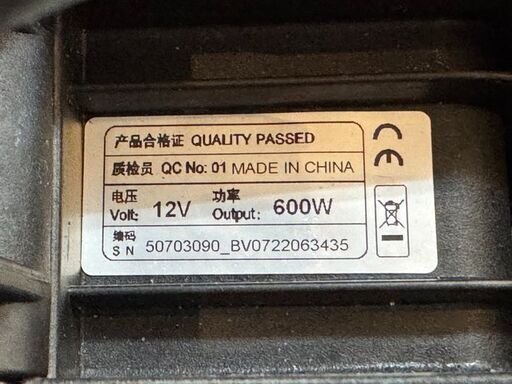 产品合格证 QUALITY PASSED
质检员 QC No: 01 MADE IN CHINA
电压 功率
Volt: 12V Output: 600W
编码
S N 50703090_BV0722063435
CE